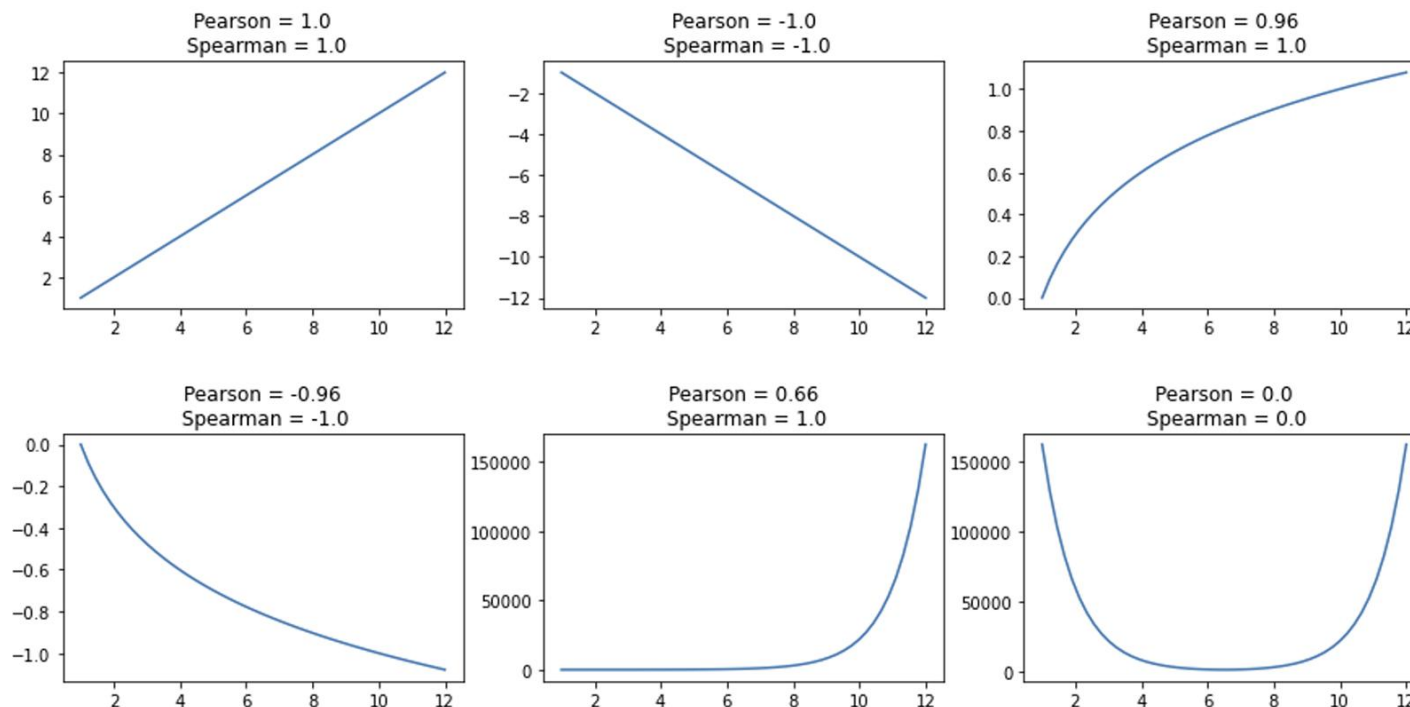 Pearson = 1.0
Spearman = 1.0
12
10
8
6
4
2
2 4 6 8 10 12
Pearson = -1.0
Spearman = -1.0
−2
−4
−6
−8
−10
−12
2 4 6 8 10 12
Pearson = 0.96
Spearman = 1.0
1.0
0.8
0.6
0.4
0.2
0.0
2 4 6 8 10 12
Pearson = -0.96
Spearman = -1.0
0.0
−0.2
−0.4
−0.6
−0.8
−1.0
2 4 6 8 10 12
Pearson = 0.66
Spearman = 1.0
150000
100000
50000
0
2 4 6 8 10 12
Pearson = 0.0
Spearman = 0.0
150000
100000
50000
0
2 4 6 8 10 12